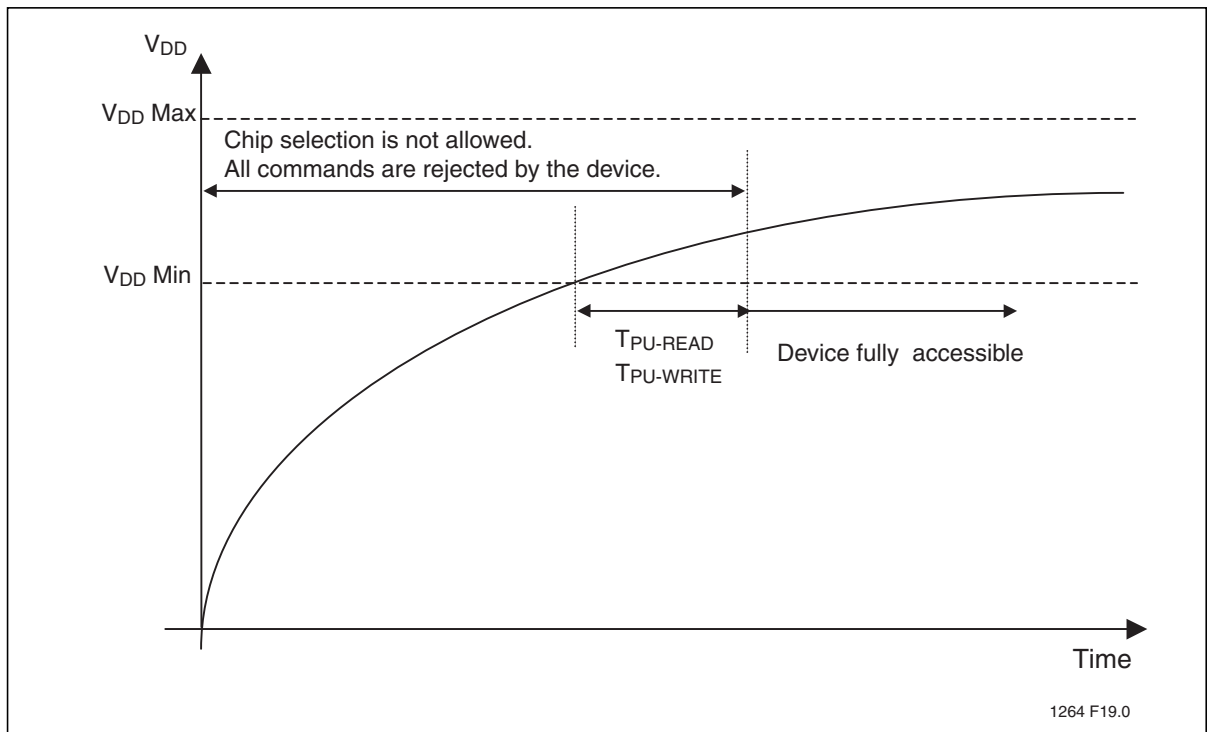 VDD
VDD Max
Chip selection is not allowed.
All commands are rejected by the device.
VDD Min
TPU-READ
TPU-WRITE
Device fully accessible
Time
1264 F19.0